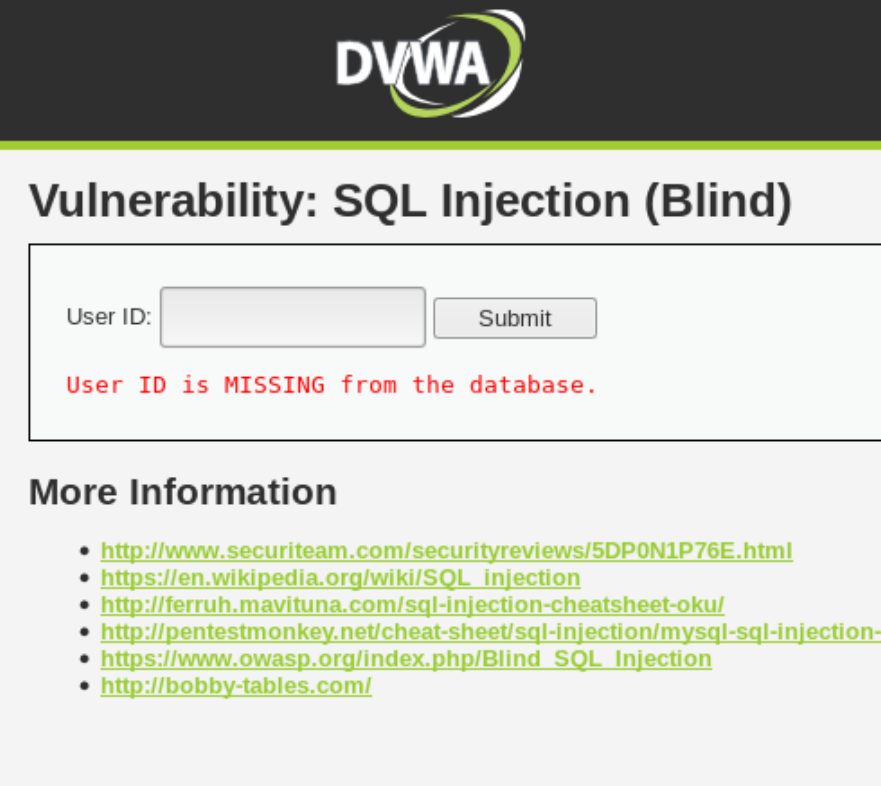 DVWA
Vulnerability: SQL Injection (Blind)
User ID:
Submit
User ID is MISSING from the database.
More Information
http://www.securiteam.com/securityreviews/5DP0N1P76E.html
https://en.wikipedia.org/wiki/SQL_injection
http://ferruh.mavituna.com/sql-injection-cheatsheet-oku/
http://pentestmonkey.net/cheat-sheet/sql-injection/mysql-sql-injection-
https://www.owasp.org/index.php/Blind_SQL_Injection
http://bobby-tables.com/